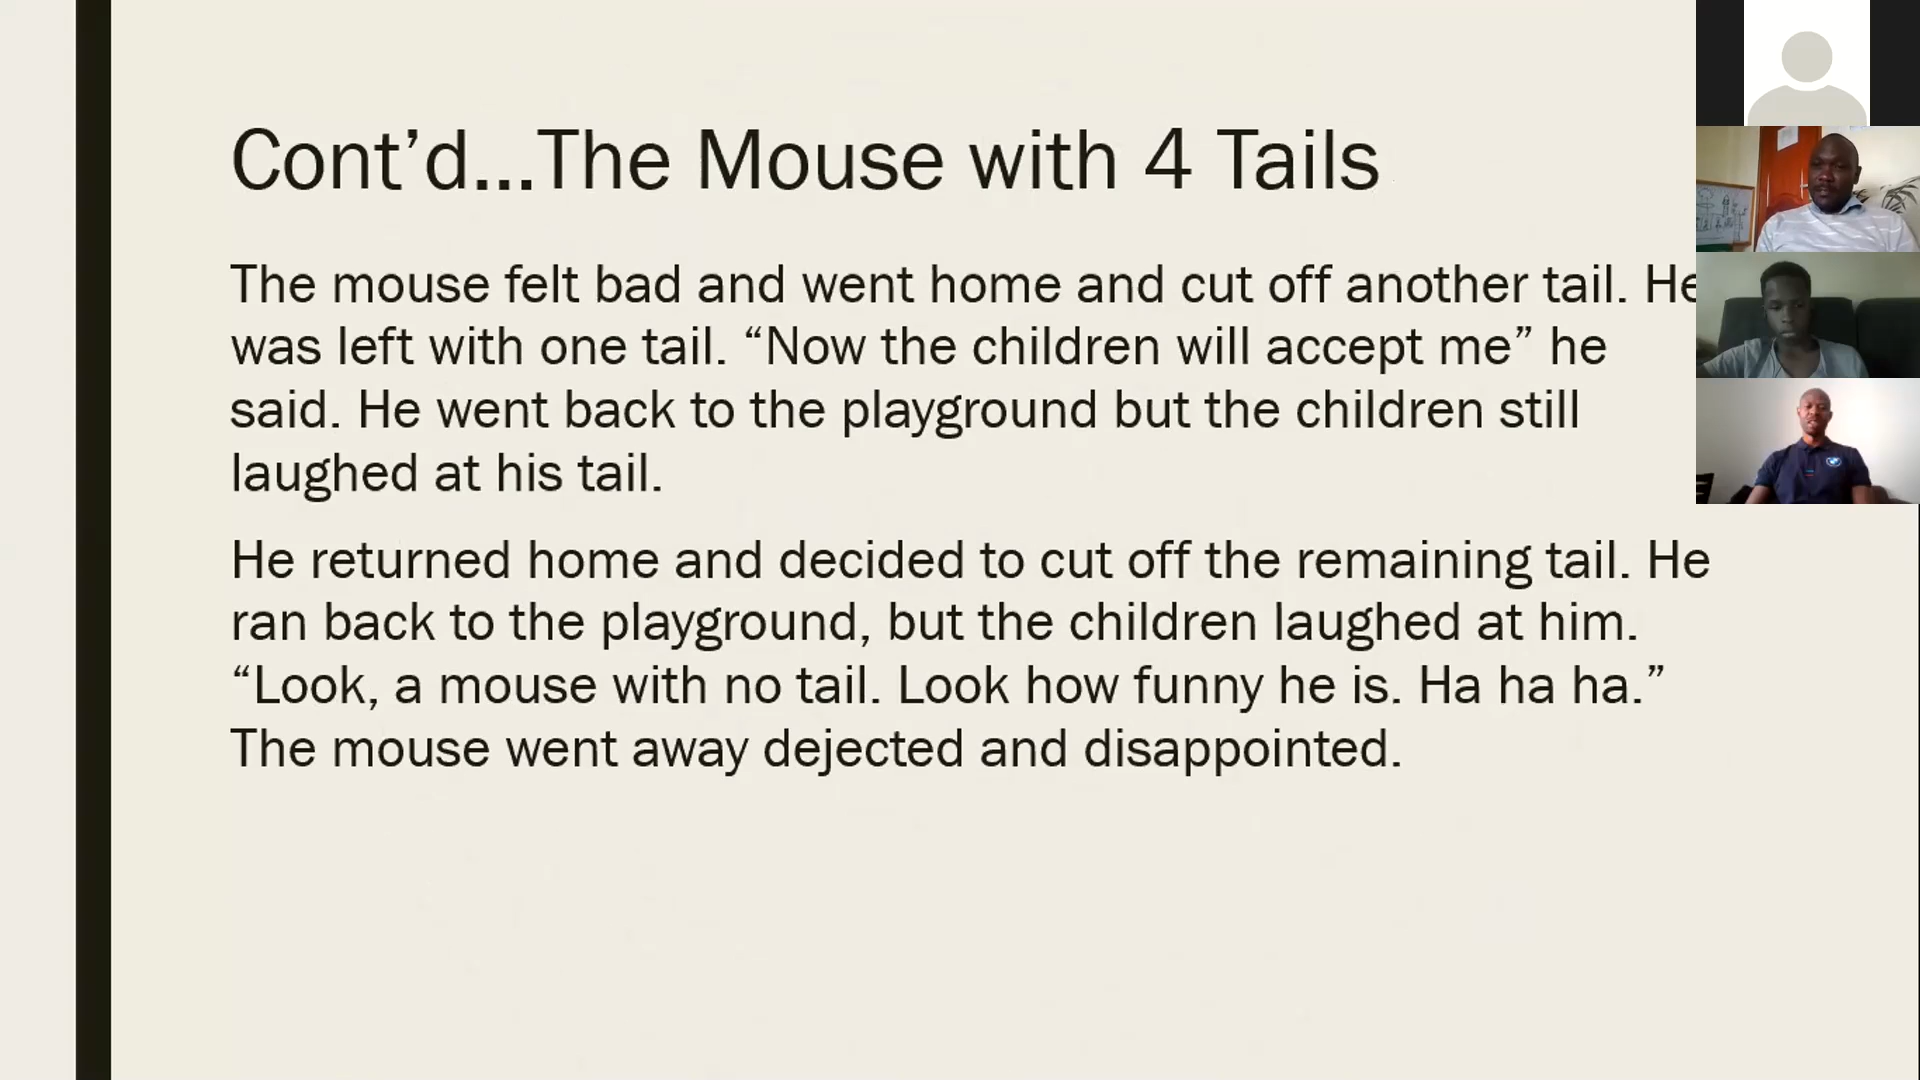 Cont’d...The Mouse with 4 Tails
The mouse felt bad and went home and cut off another tail. He
was left with one tail. “Now the children will accept me” he
said. He went back to the playground but the children still
laughed at his tail.
He returned home and decided to cut off the remaining tail. He
ran back to the playground, but the children laughed at him.
“Look, a mouse with no tail. Look how funny he is. Ha ha ha.”
The mouse went away dejected and disappointed.